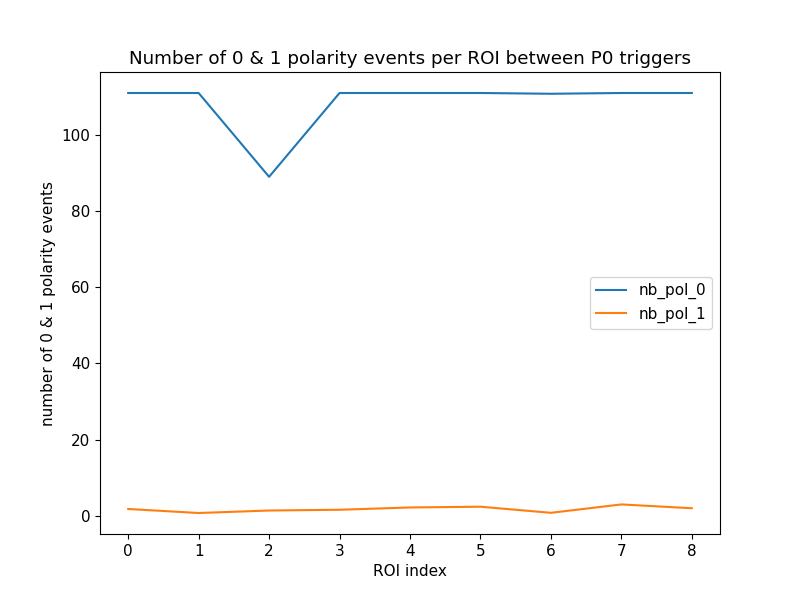 Number of 0 & 1 polarity events per ROI between P0 triggers
number of 0 & 1 polarity events
100
80
60
40
20
0
nb_pol_0
nb_pol_1
0 1 2 3 4 5 6 7 8
ROI index